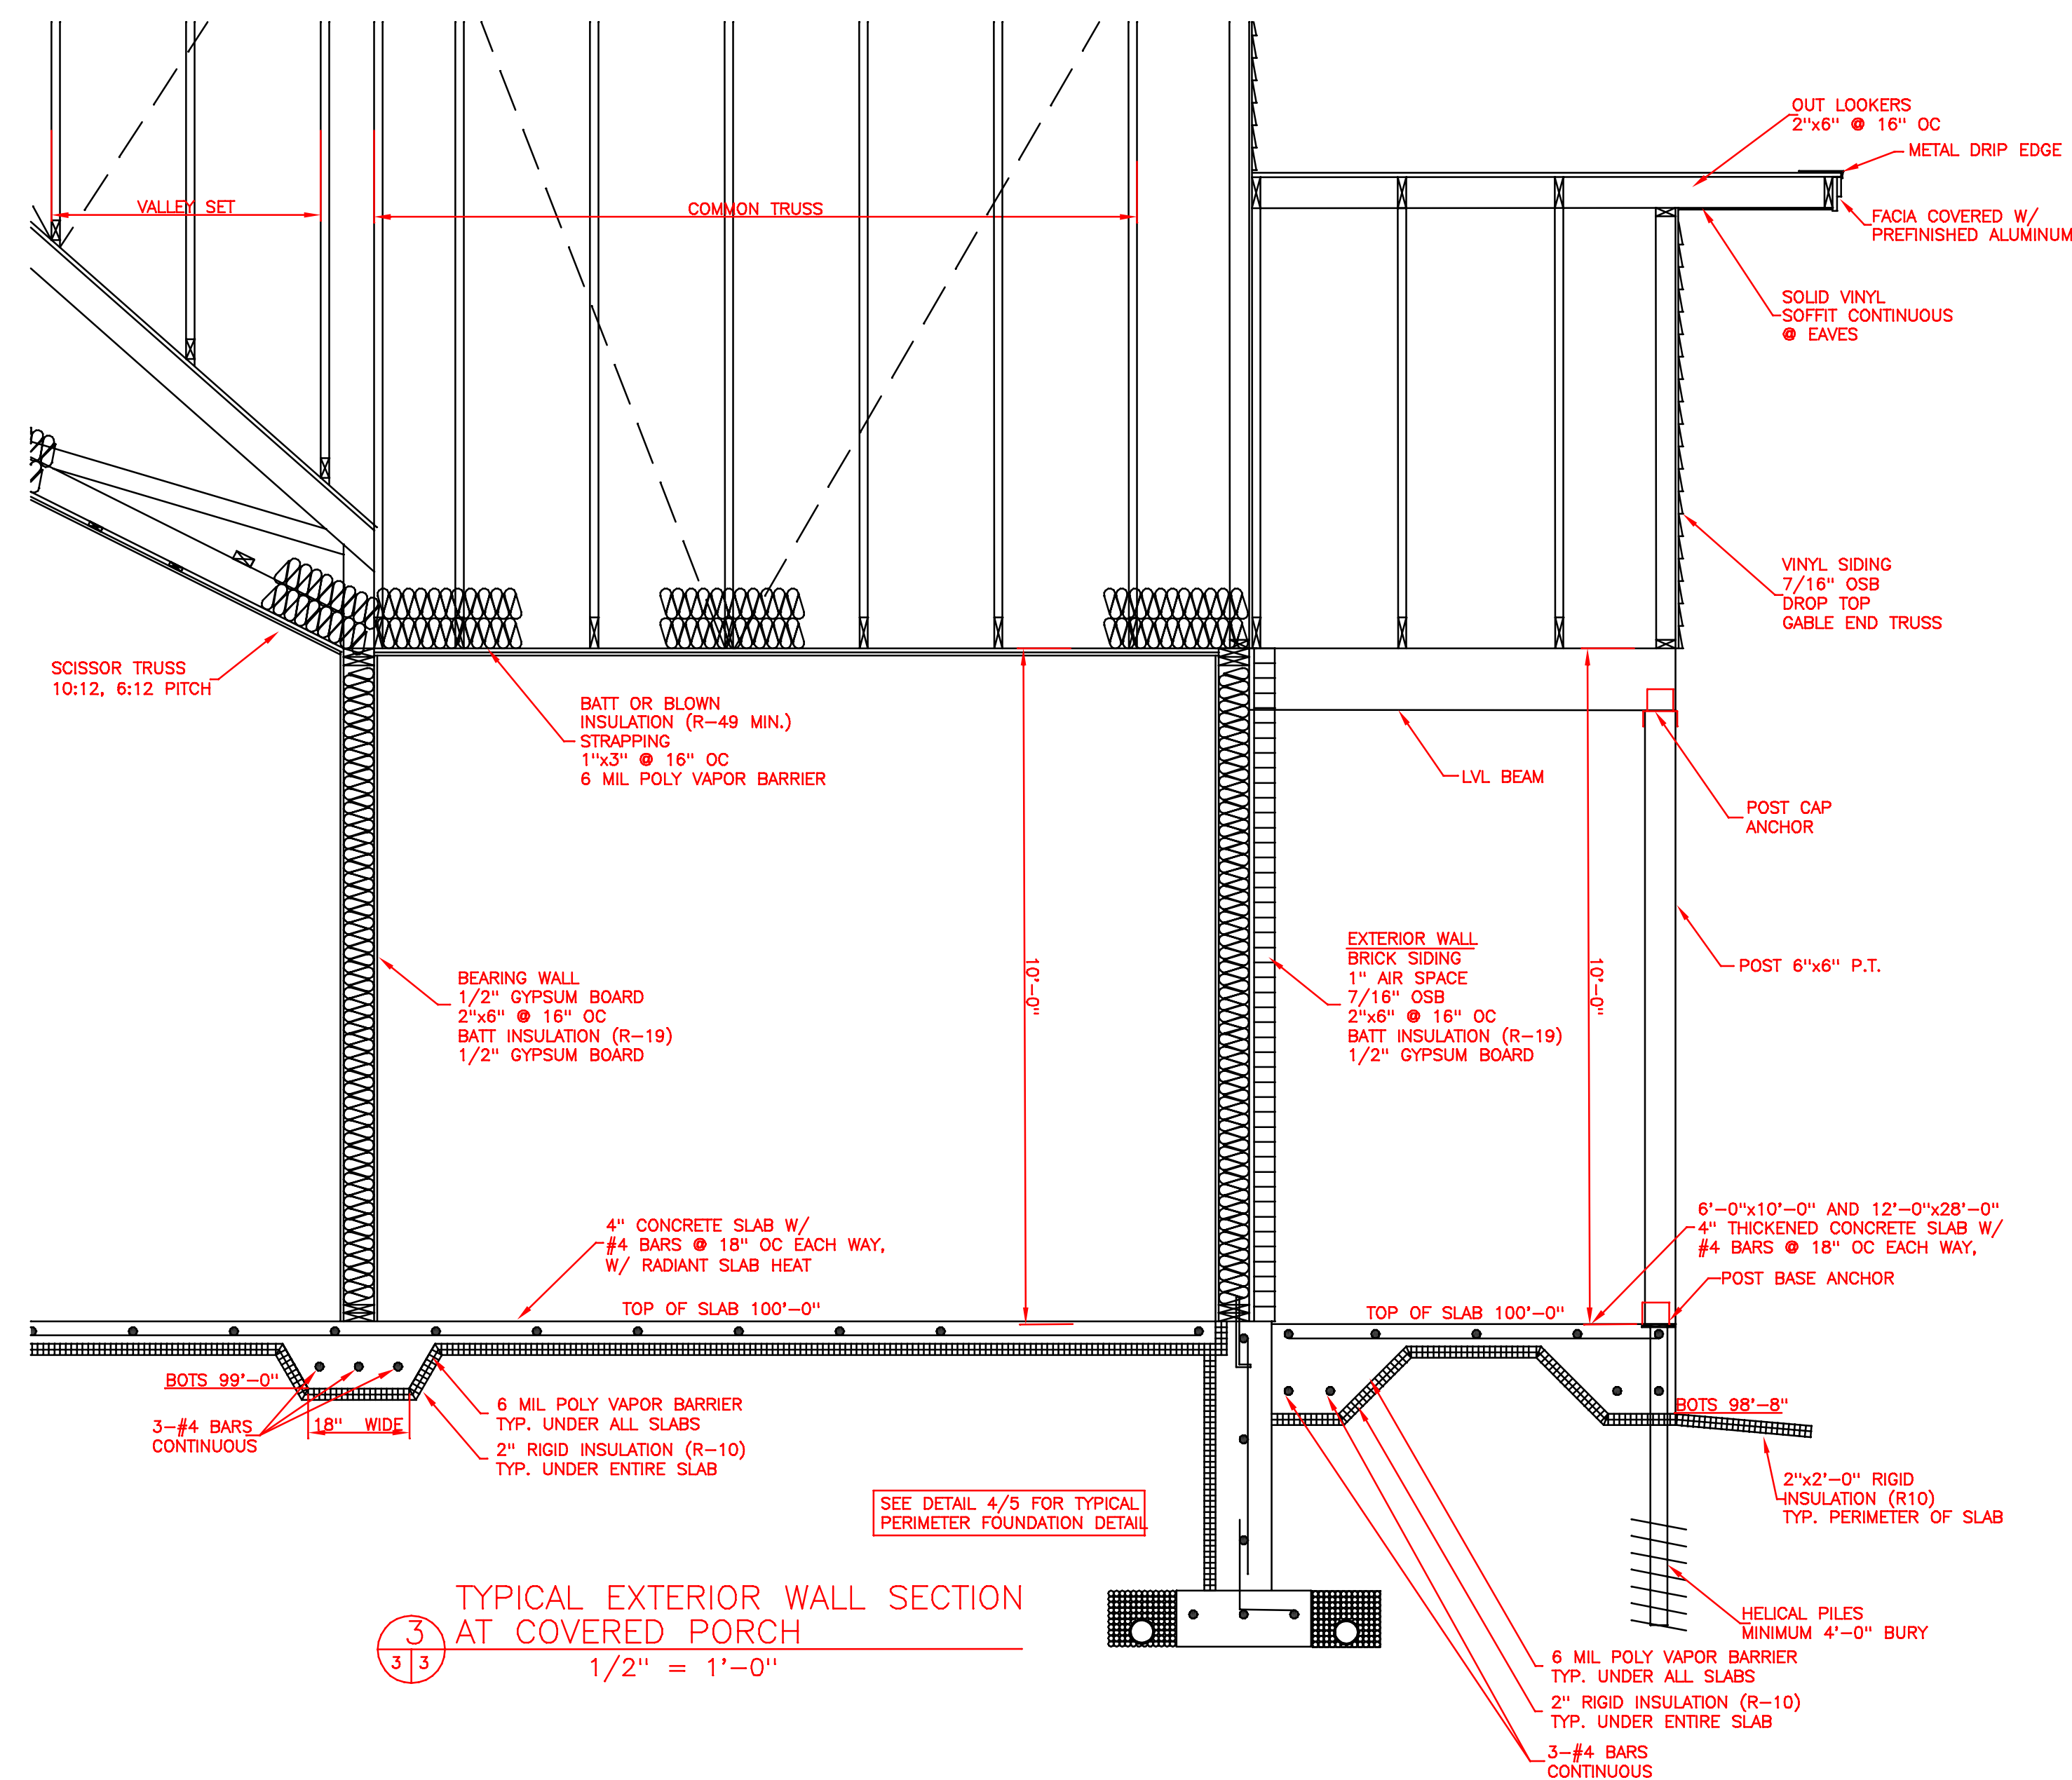 OUT LOOKERS
2"x6" @ 16" OC
METAL DRIP EDGE
VALLEY SET
COMMON TRUSS
FACIA COVERED W/
PREFINISHED ALUMINUM
SOLID VINYL
SOFFIT CONTINUOUS
@ EAVES
VINYL SIDING
7/16" OSB
DROP TOP
GABLE END TRUSS
SCISSOR TRUSS
10:12, 6:12 PITCH
BATT OR BLOWN
INSULATION (R-49 MIN.)
STRAPPING
1"x3" @ 16" OC
6 MIL POLY VAPOR BARRIER
LVL BEAM
POST CAP
ANCHOR
BEARING WALL
1/2" GYPSUM BOARD
2"x6" @ 16" OC
BATT INSULATION (R-19)
1/2" GYPSUM BOARD
10'-0"
EXTERIOR WALL
BRICK SIDING
1" AIR SPACE
7/16" OSB
2"x6" @ 16" OC
BATT INSULATION (R-19)
1/2" GYPSUM BOARD
10'-0"
POST 6"x6" P.T.
4" CONCRETE SLAB W/
#4 BARS @ 18" OC EACH WAY,
W/ RADIANT SLAB HEAT
6'-0"x10'-0" AND 12'-0"x28'-0"
4" THICKENED CONCRETE SLAB W/
#4 BARS @ 18" OC EACH WAY,
POST BASE ANCHOR
TOP OF SLAB 100'-0"
TOP OF SLAB 100'-0"
BOTS 99'-0"
3-#4 BARS
CONTINUOUS
18" WIDE
6 MIL POLY VAPOR BARRIER
TYP. UNDER ALL SLABS
2" RIGID INSULATION (R-10)
TYP. UNDER ENTIRE SLAB
BOTS 98'-8"
2"x2'-0" RIGID
INSULATION (R10)
TYP. PERIMETER OF SLAB
SEE DETAIL 4/5 FOR TYPICAL
PERIMETER FOUNDATION DETAIL
HELICAL PILES
MINIMUM 4'-0" BURY
6 MIL POLY VAPOR BARRIER
TYP. UNDER ALL SLABS
2" RIGID INSULATION (R-10)
TYP. UNDER ENTIRE SLAB
3-#4 BARS
CONTINUOUS
TYPICAL EXTERIOR WALL SECTION
AT COVERED PORCH
1/2" = 1'-0"
3
3 3